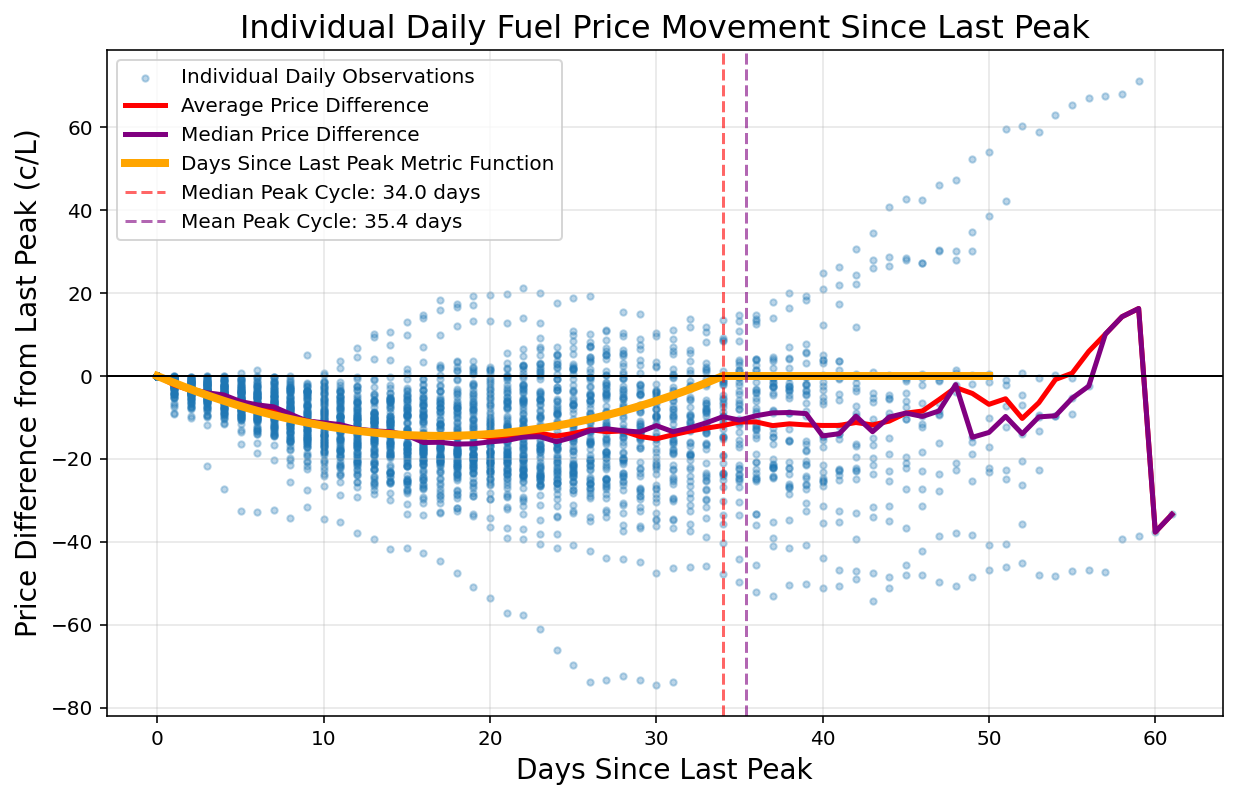 Individual Daily Fuel Price Movement Since Last Peak
Individual Daily Observations
Average Price Difference
Median Price Difference
Days Since Last Peak Metric Function
Median Peak Cycle: 34.0 days
Mean Peak Cycle: 35.4 days
Price Difference from Last Peak (c/L)
60
40
20
0
−20
−40
−60
−80
0 10 20 30 40 50 60
Days Since Last Peak